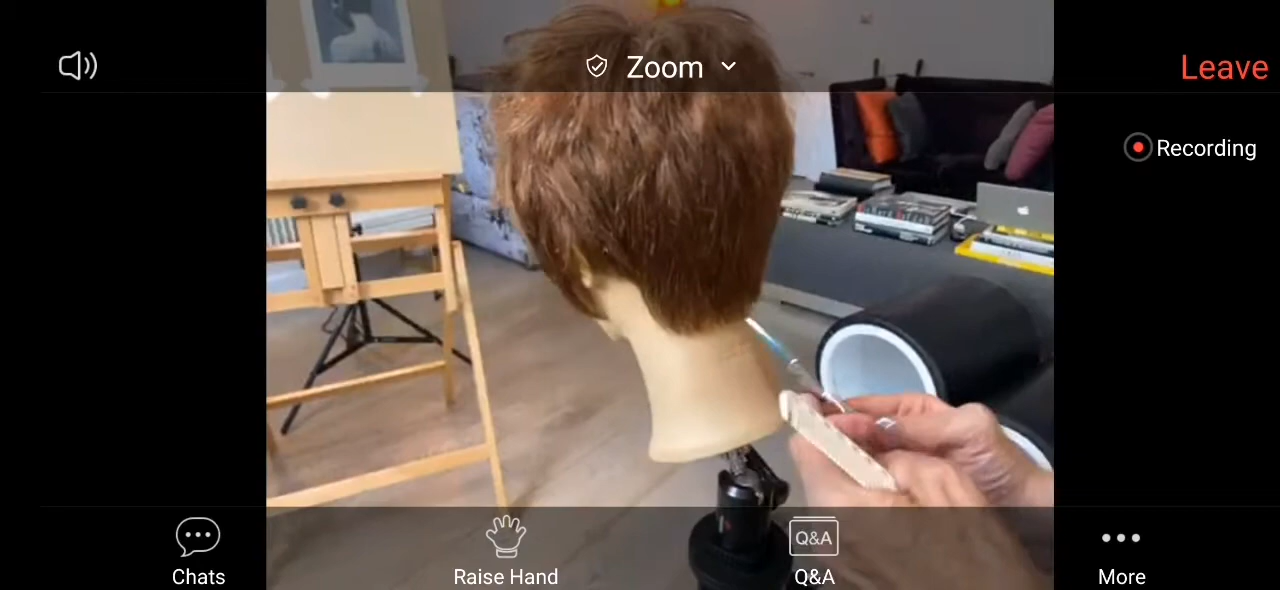 Zoom
Leave
Recording
Chats
Raise Hand
Q&A
Q&A
More